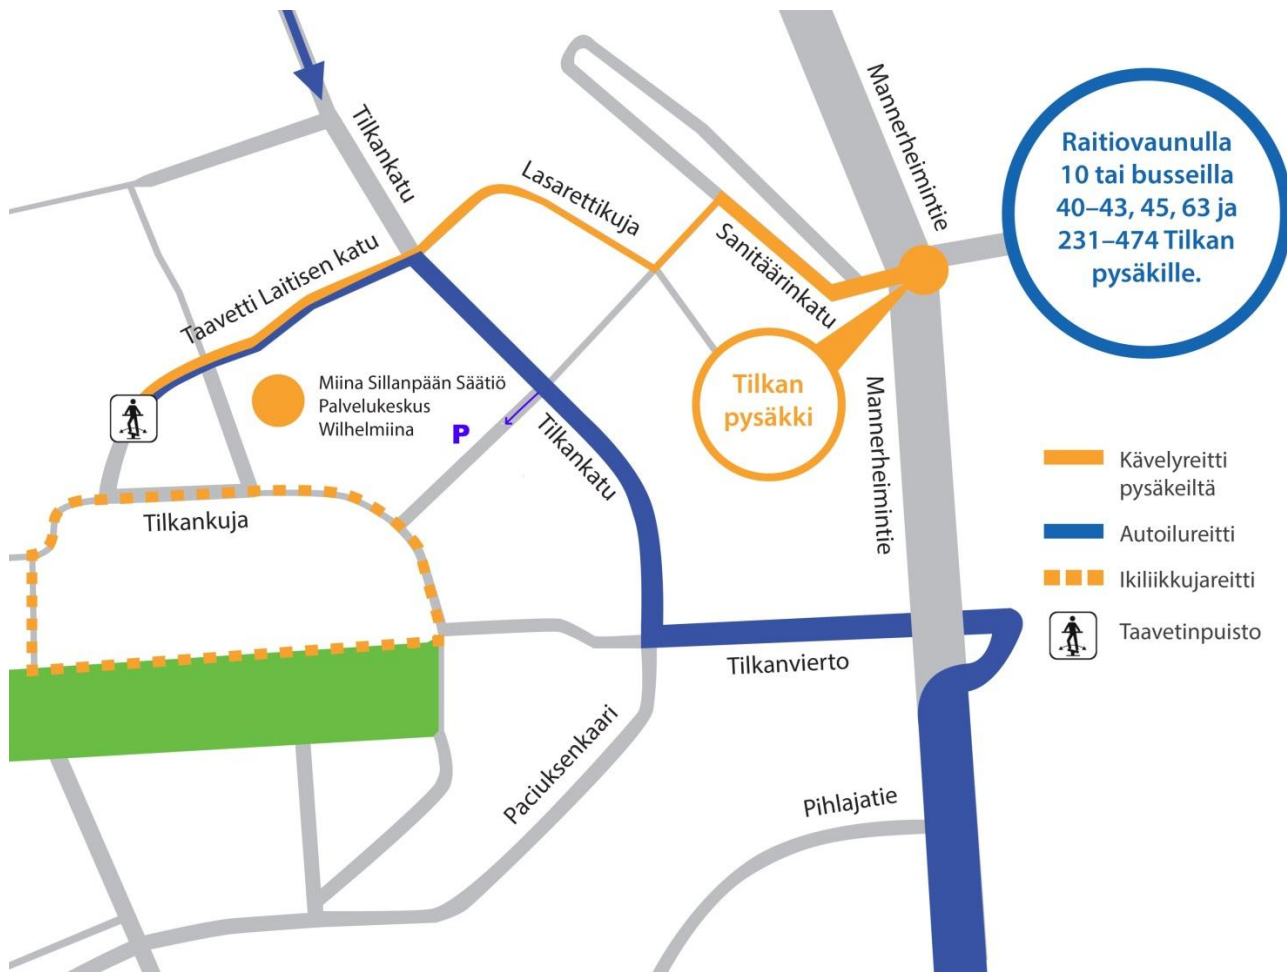 Tilkankatu
Mannerheimintie
Raitiovaunulla
10 tai busseilla
40–43, 45, 63 ja
231–474 Tilkan
pysäkille.
Lasarettikuja
Taavetti Laitisen katu
Sanitäärinkatu
Miina Sillanpään Säätiö
Palvelukeskus
Wilhelmiina
P
Tilkankatu
Tilkan
pysäkki
Mannerheimintie
Kävelyreitti
pysäkeiltä
Autoilureitti
Ikiliikkujareitti
Taavetinpuisto
Tilkankuja
Tilkanvierto
Paciuksenkaari
Pihlajatie